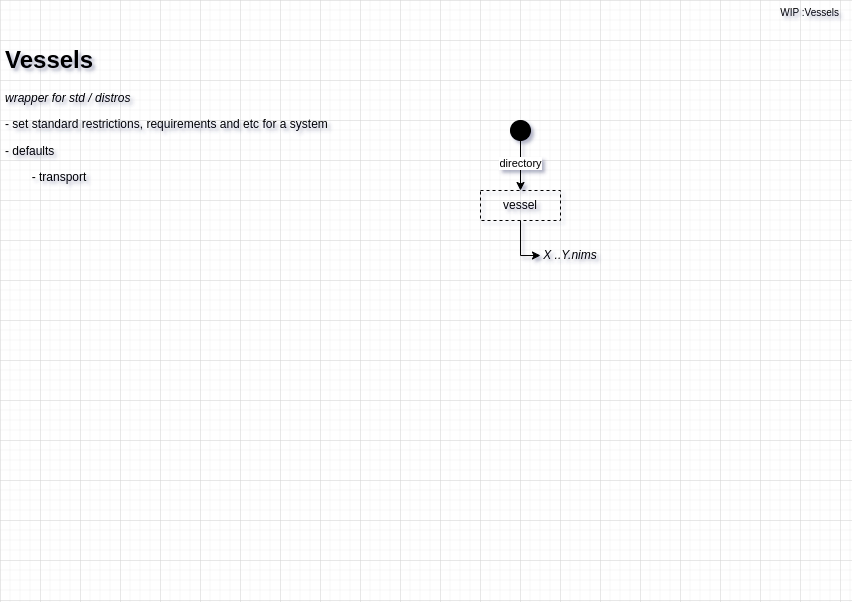 WIP :Vessels
Vessels
wrapper for std / distros
- set standard restrictions, requirements and etc for a system
- defaults
- transport
directory
vessel
X ..Y.nims